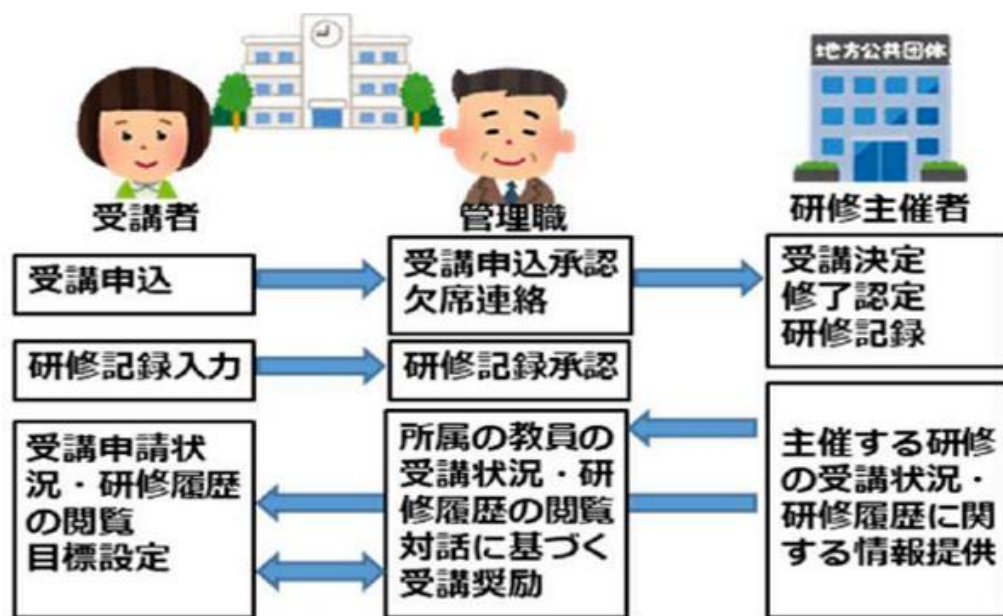 地方公共団体
受講者
管理職
研修主催者
受講申込
受講申込承認
欠席連絡
受講決定
修了認定
研修記録
研修記録入力
研修記録承認
受講申請状
況・研修履歴
の閲覧
目標設定
所属の教員の
受講状況・研
修履歴の閲覧
対話に基づく
受講奨励
主催する研修
の受講状況・
研修履歴に関
する情報提供